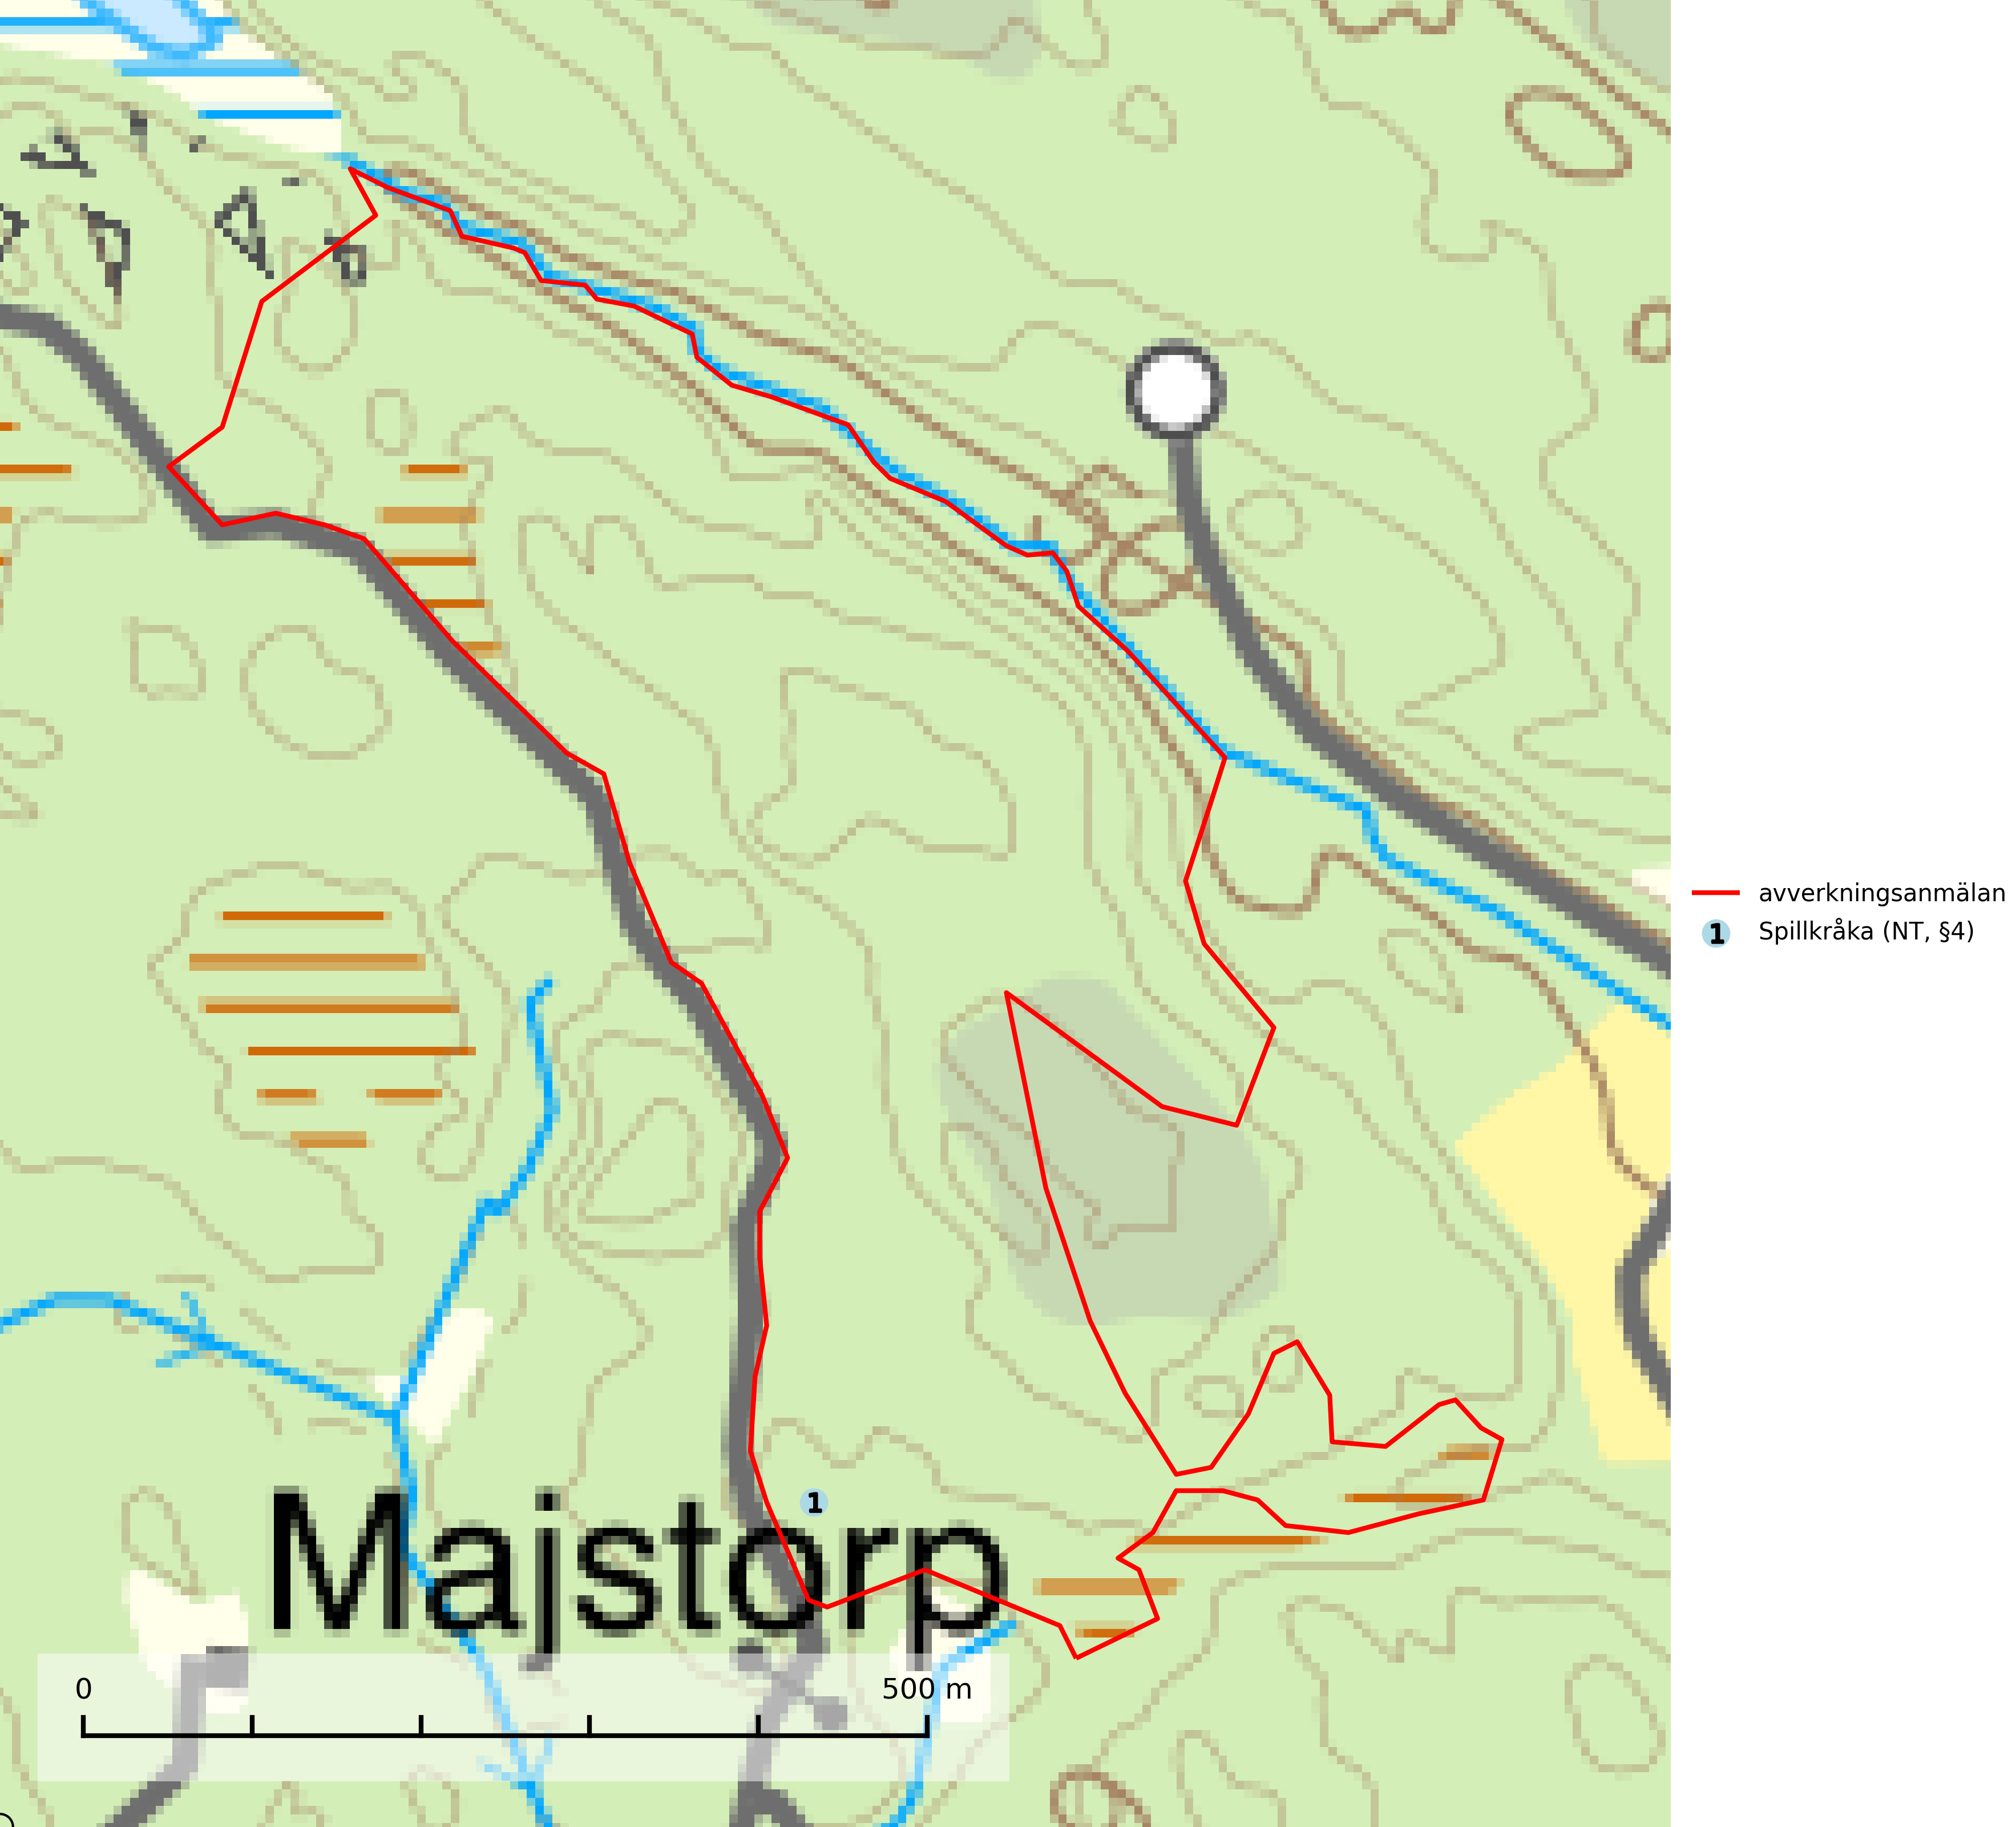 avverkningsanmälan
1 Spillkråka (NT, §4)
1
Majstorp
0 500 m